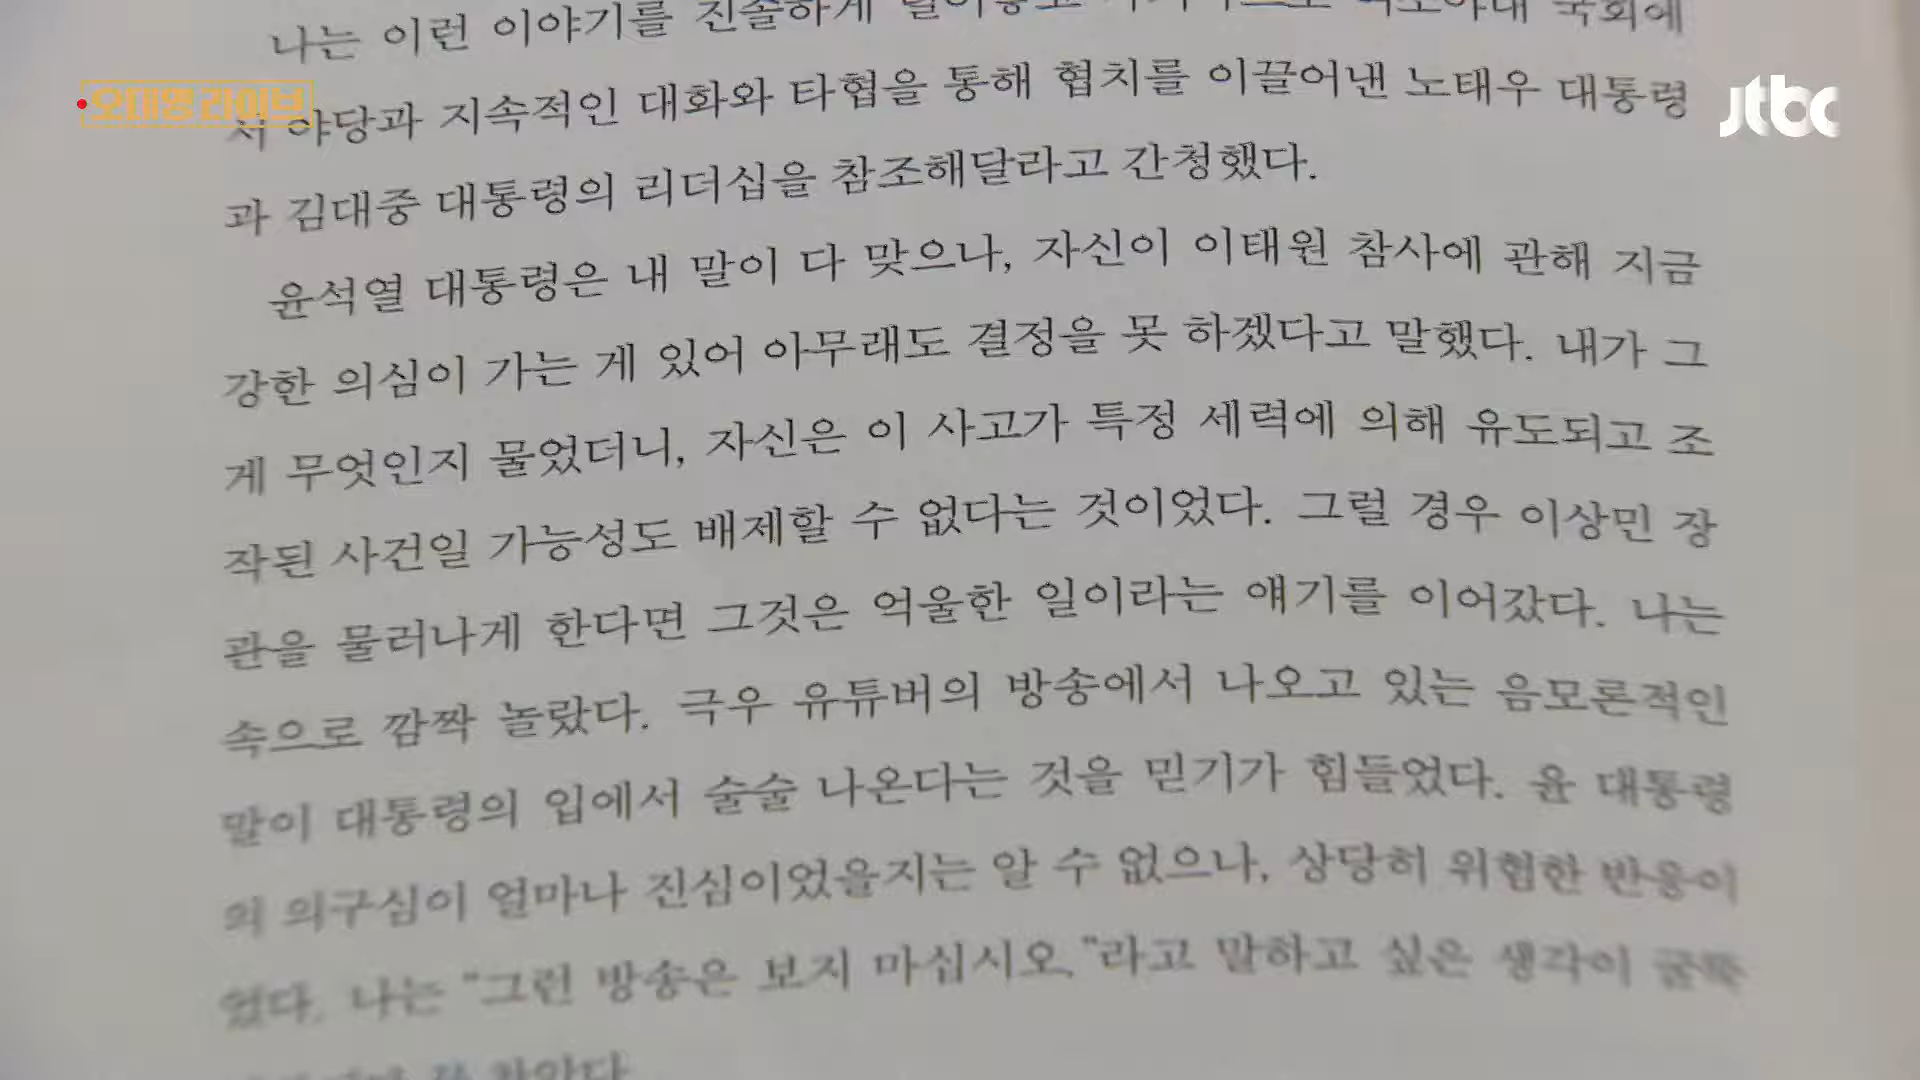 오대영 라이브
jtbc
나는 이런 이야기를 진솔하게 국회에
서 야당과 지속적인 대화와 타협을 통해 협치를 이끌어낸 노태우 대통령
과 김대중 대통령의 리더십을 참조해달라고 간청했다.
윤석열 대통령은 내 말이 다 맞으나, 자신이 이태원 참사에 관해 지금
강한 의심이 가는 게 있어 아무래도 결정을 못 하겠다고 말했다. 내가 그
게 무엇인지 물었더니, 자신은 이 사고가 특정 세력에 의해 유도되고 조
작된 사건일 가능성도 배제할 수 없다는 것이었다. 그럴 경우 이상민 장
관을 물러나게 한다면 그것은 억울한 일이라는 얘기를 이어갔다. 나는
속으로 깜짝 놀랐다. 극우 유튜버의 방송에서 나오고 있는 음모론적인
말이 대통령의 입에서 술술 나온다는 것을 믿기가 힘들었다. 윤 대통령
의 의구심이 얼마나 진심이었을지는 알 수 없으나, 상당히 위험한 반응이
었다. 나는 "그런 방송은 보지 마십시오."라고 말하고 싶은 생각이 굴뚝
참았다.